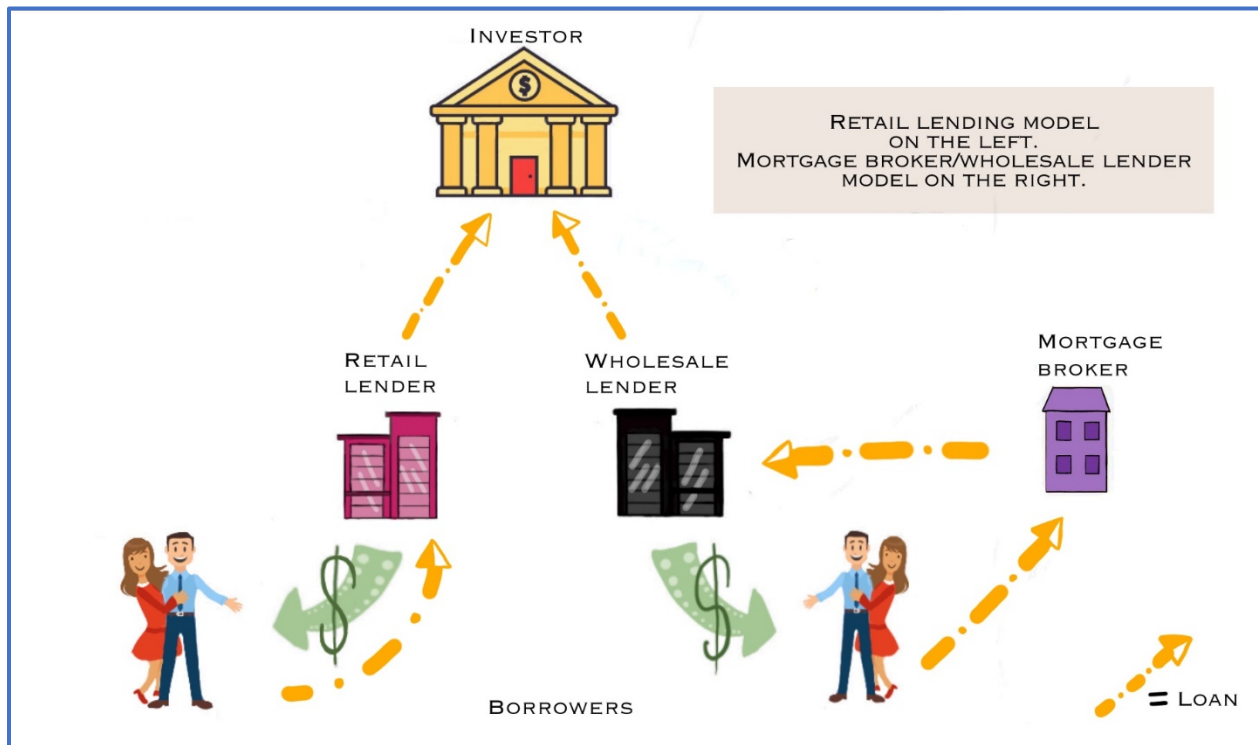 INVESTOR
$
RETAIL LENDING MODEL
ON THE LEFT.
MORTGAGE BROKER/WHOLESALE LENDER
MODEL ON THE RIGHT.
RETAIL
LENDER
WHOLESALE
LENDER
MORTGAGE
BROKER
$
$
BORROWERS
= LOAN